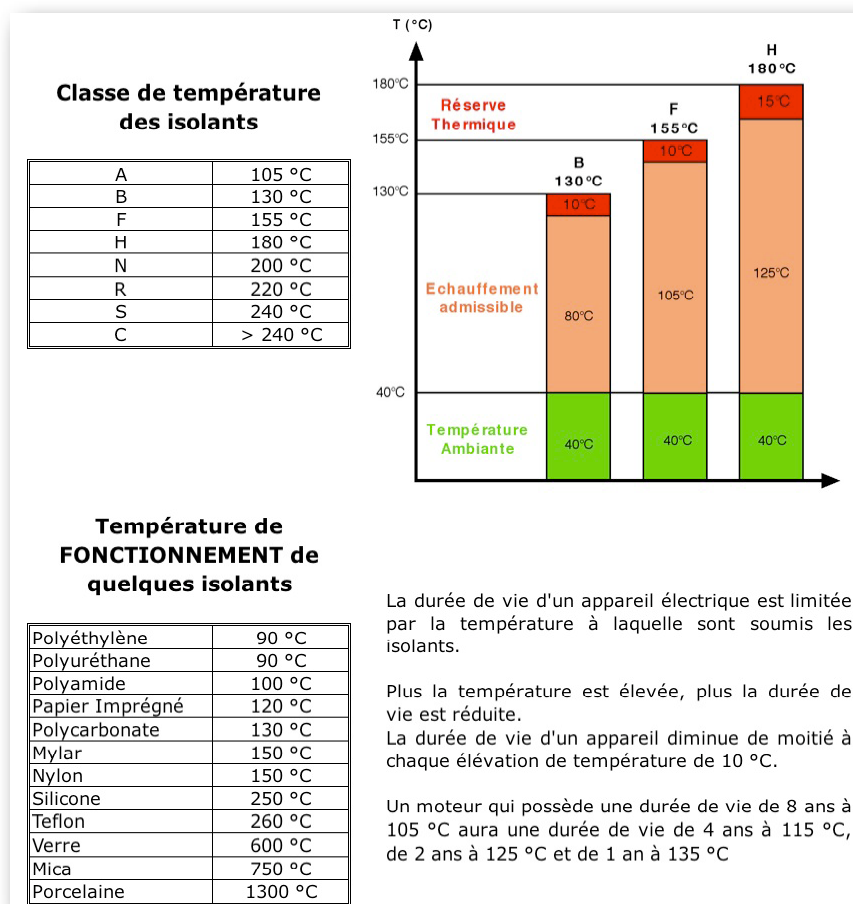 Classe de température
des isolants
A 105 °C
B 130 °C
F 155 °C
H 180 °C
N 200 °C
R 220 °C
S 240 °C
C > 240 °C
T (°C)
180°C
155°C
130°C
40°C
Réserve
Thermique
Echauffement
admissible
Température
Ambiante
B
130°C
10°C
80°C
40°C
F
155°C
10°C
105°C
40°C
H
180°C
15°C
125°C
40°C
Température de
FONCTIONNEMENT de
quelques isolants
Polyéthylène 90 °C
Polyuréthane 90 °C
Polyamide 100 °C
Papier Imprégné 120 °C
Polycarbonate 130 °C
Mylar 150 °C
Nylon 150 °C
Silicone 250 °C
Teflon 260 °C
Verre 600 °C
Mica 750 °C
Porcelaine 1300 °C
La durée de vie d'un appareil électrique est limitée
par la température à laquelle sont soumis les
isolants.
Plus la température est élevée, plus la durée de
vie est réduite.
La durée de vie d'un appareil diminue de moitié à
chaque élévation de température de 10 °C.
Un moteur qui possède une durée de vie de 8 ans à
105 °C aura une durée de vie de 4 ans à 115 °C,
de 2 ans à 125 °C et de 1 an à 135 °C